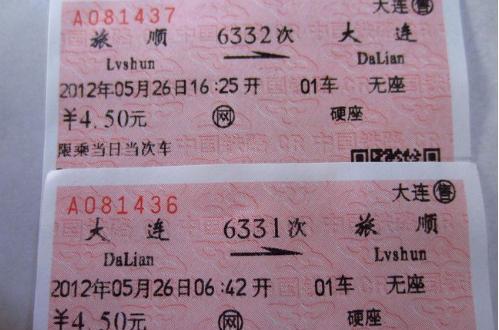 A081437 大连 售
旅顺 6332次 大连
Lvshun DaLian
2012年05月26日16:25开 01车 无座
¥4.50元 网 硬座
限乘当日当次车
A081436 大连 售
大连 6331次 旅顺
DaLian Lvshun
2012年05月26日06:42开 01车 无座
¥4.50元 网 硬座